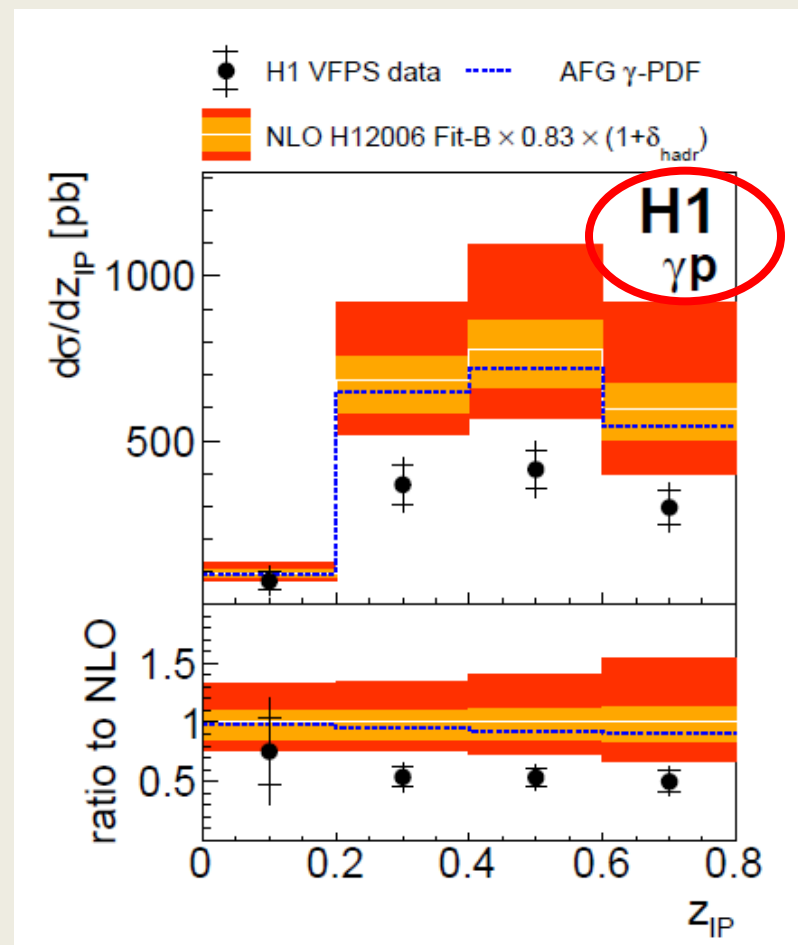 H1 VFPS data AFG γ-PDF
NLO H12006 Fit-B × 0.83 × (1+δhadr)
H1
γp
dσ/dzIP [pb]
1000
500
ratio to NLO
1.5
1
0.5
0 0.2 0.4 0.6 0.8
zIP